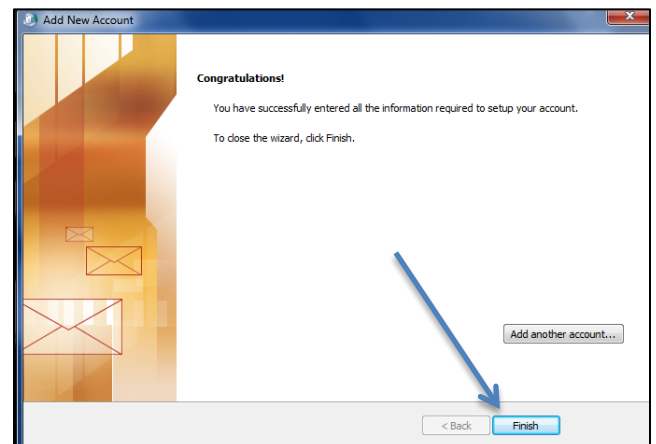 Add New Account
Congratulations!
You have successfully entered all the information required to setup your account.
To close the wizard, click Finish.
Add another account...
< Back
Finish